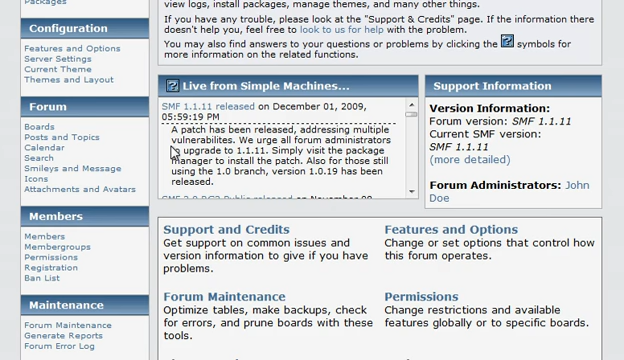 Packages
Configuration
Features and Options
Server Settings
Current Theme
Themes and Layout
Forum
Boards
Posts and Topics
Calendar
Search
Smileys and Message
Icons
Attachments and Avatars
Members
Members
Membergroups
Permissions
Registration
Ban List
Maintenance
Forum Maintenance
Generate Reports
Forum Error Log
view logs, install packages, manage themes, and many other things.
If you have any trouble, please look at the "Support & Credits" page. If the information there
doesn't help you, feel free to look to us for help with the problem.
You may also find answers to your questions or problems by clicking the ? symbols for
more information on the related functions.
? Live from Simple Machines...
SMF 1.1.11 released on December 01, 2009,
05:59:19 PM
A patch has been released, addressing multiple
vulnerabilites. We urge all forum administrators
to upgrade to 1.1.11. Simply visit the package
manager to install the patch. Also for those still
using the 1.0 branch, version 1.0.19 has been
released.
Support Information
Version Information:
Forum version: SMF 1.1.11
Current SMF version:
SMF 1.1.11
(more detailed)
Forum Administrators: John
Doe
Support and Credits
Get support on common issues and
version information to give if you have
problems.
Features and Options
Change or set options that control how
this forum operates.
Forum Maintenance
Optimize tables, make backups, check
for errors, and prune boards with these
tools.
Permissions
Change restrictions and available
features globally or to specific boards.